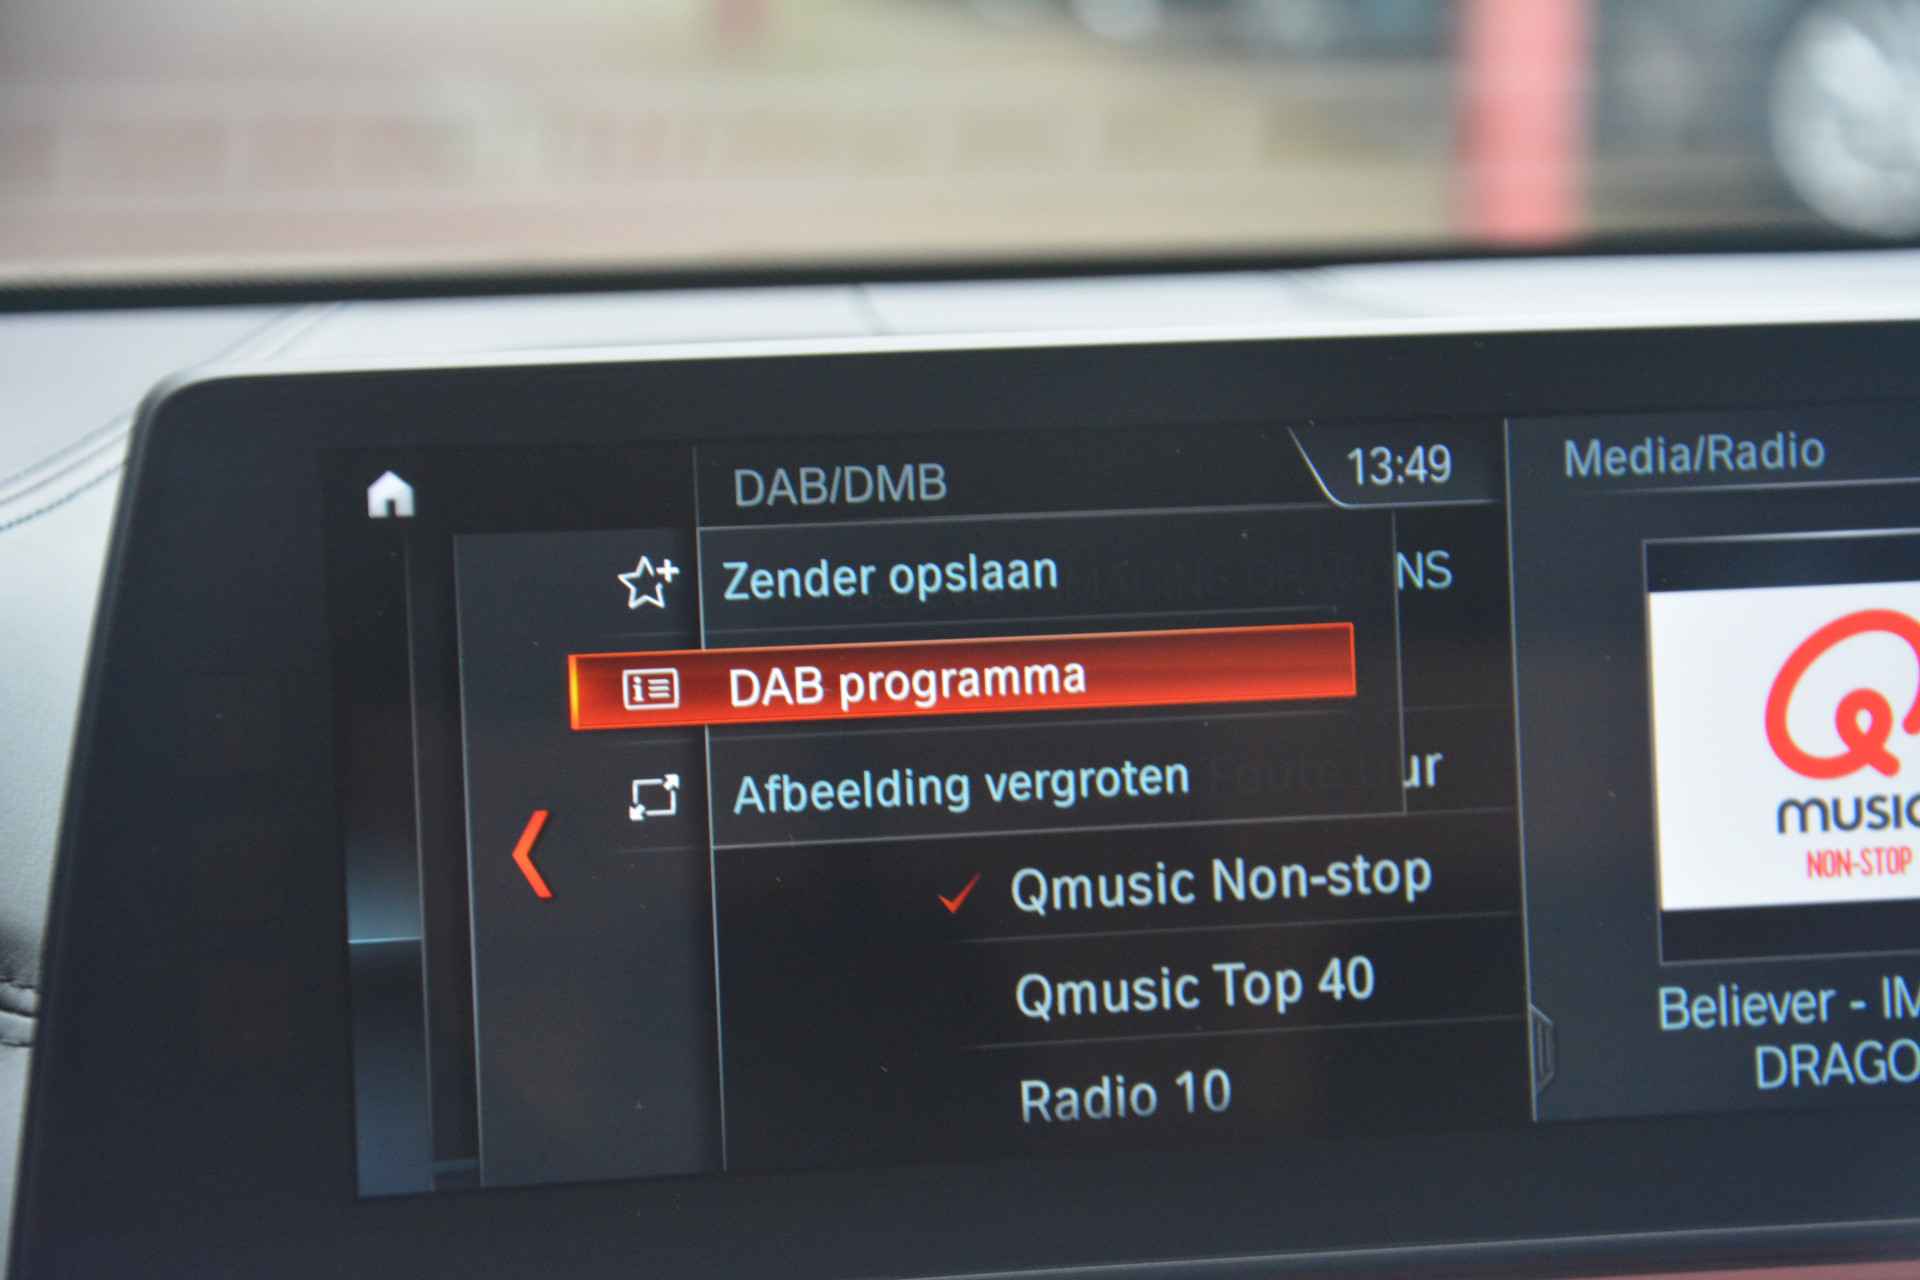 DAB/DMB
13:49
Media/Radio
Zender opslaan
NS
DAB programma
Afbeelding vergroten
ur
Qmusic Non-stop
Qmusic Top 40
Radio 10
Q
music
NON-STOP
Believer - IM
DRAGO